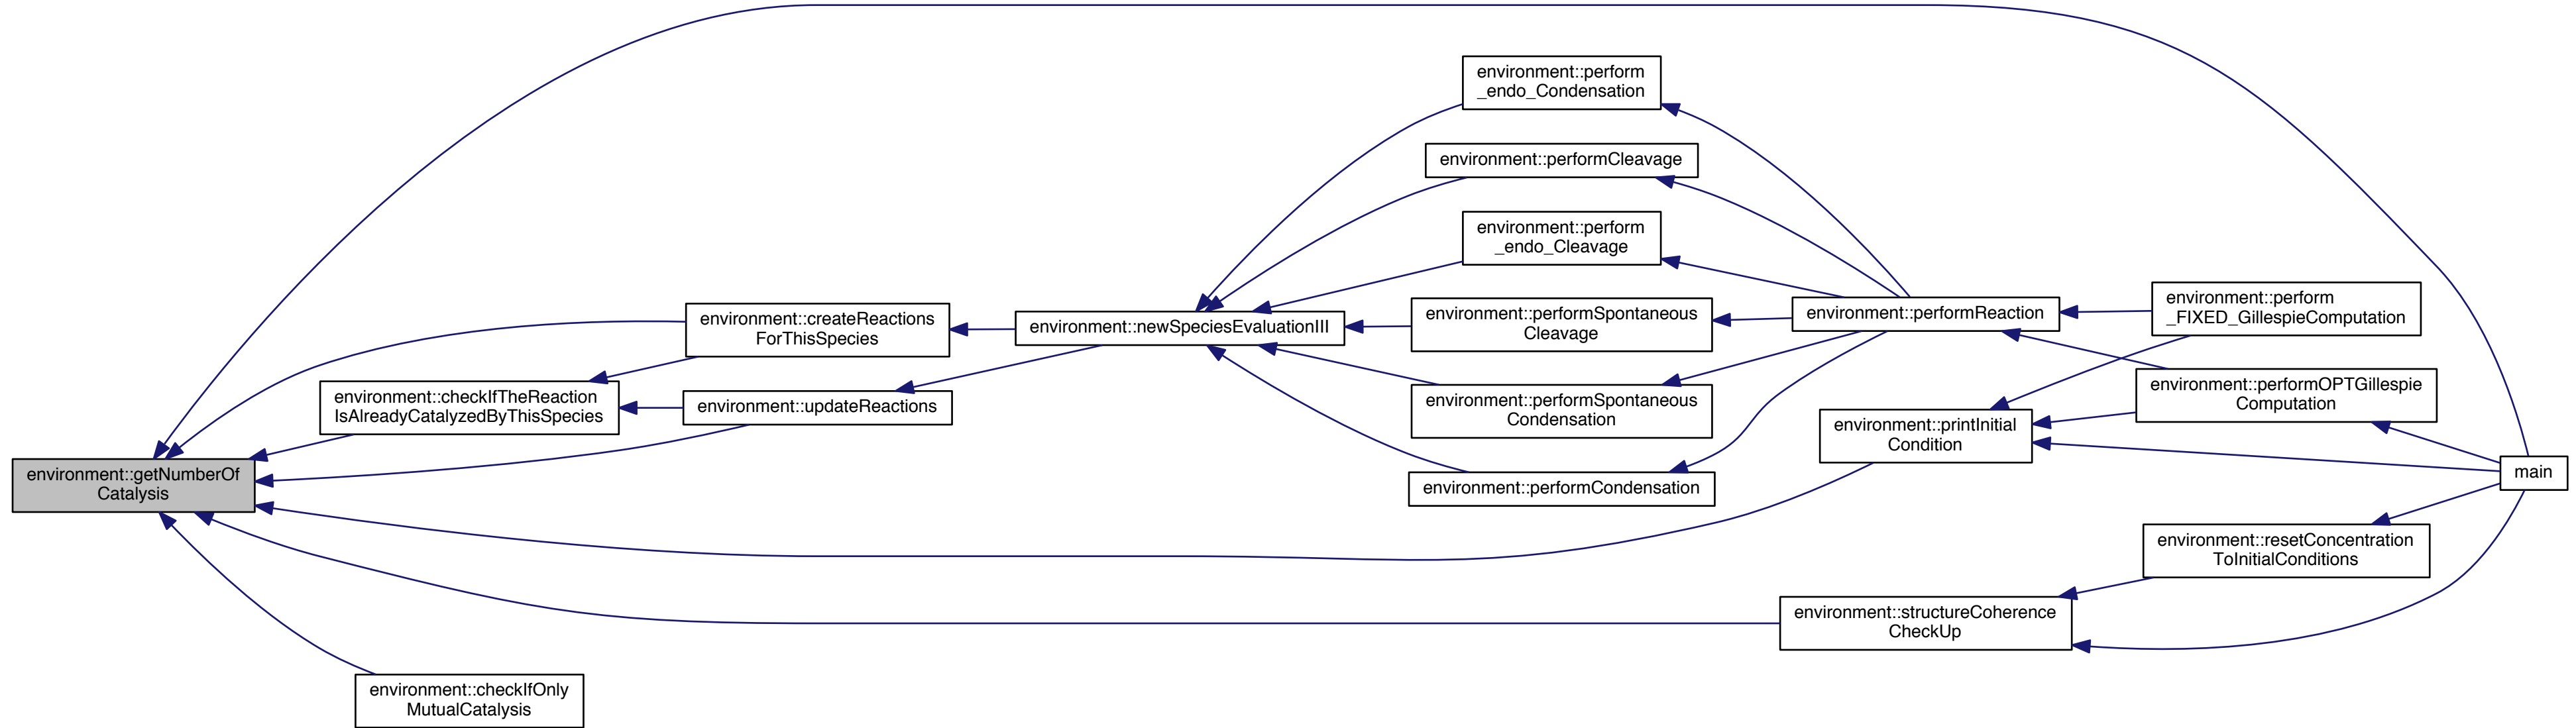 environment::getNumberOf
Catalysis
environment::createReactions
ForThisSpecies
environment::checkIfTheReaction
IsAlreadyCatalyzedByThisSpecies
environment::updateReactions
environment::checkIfOnly
MutualCatalysis
environment::newSpeciesEvaluationIII
environment::perform
_endo_Condensation
environment::performCleavage
environment::perform
_endo_Cleavage
environment::performSpontaneous
Cleavage
environment::performSpontaneous
Condensation
environment::performCondensation
environment::performReaction
environment::printInitial
Condition
environment::structureCoherence
CheckUp
environment::perform
_FIXED_GillespieComputation
environment::performOPTGillespie
Computation
environment::resetConcentration
ToInitialConditions
main